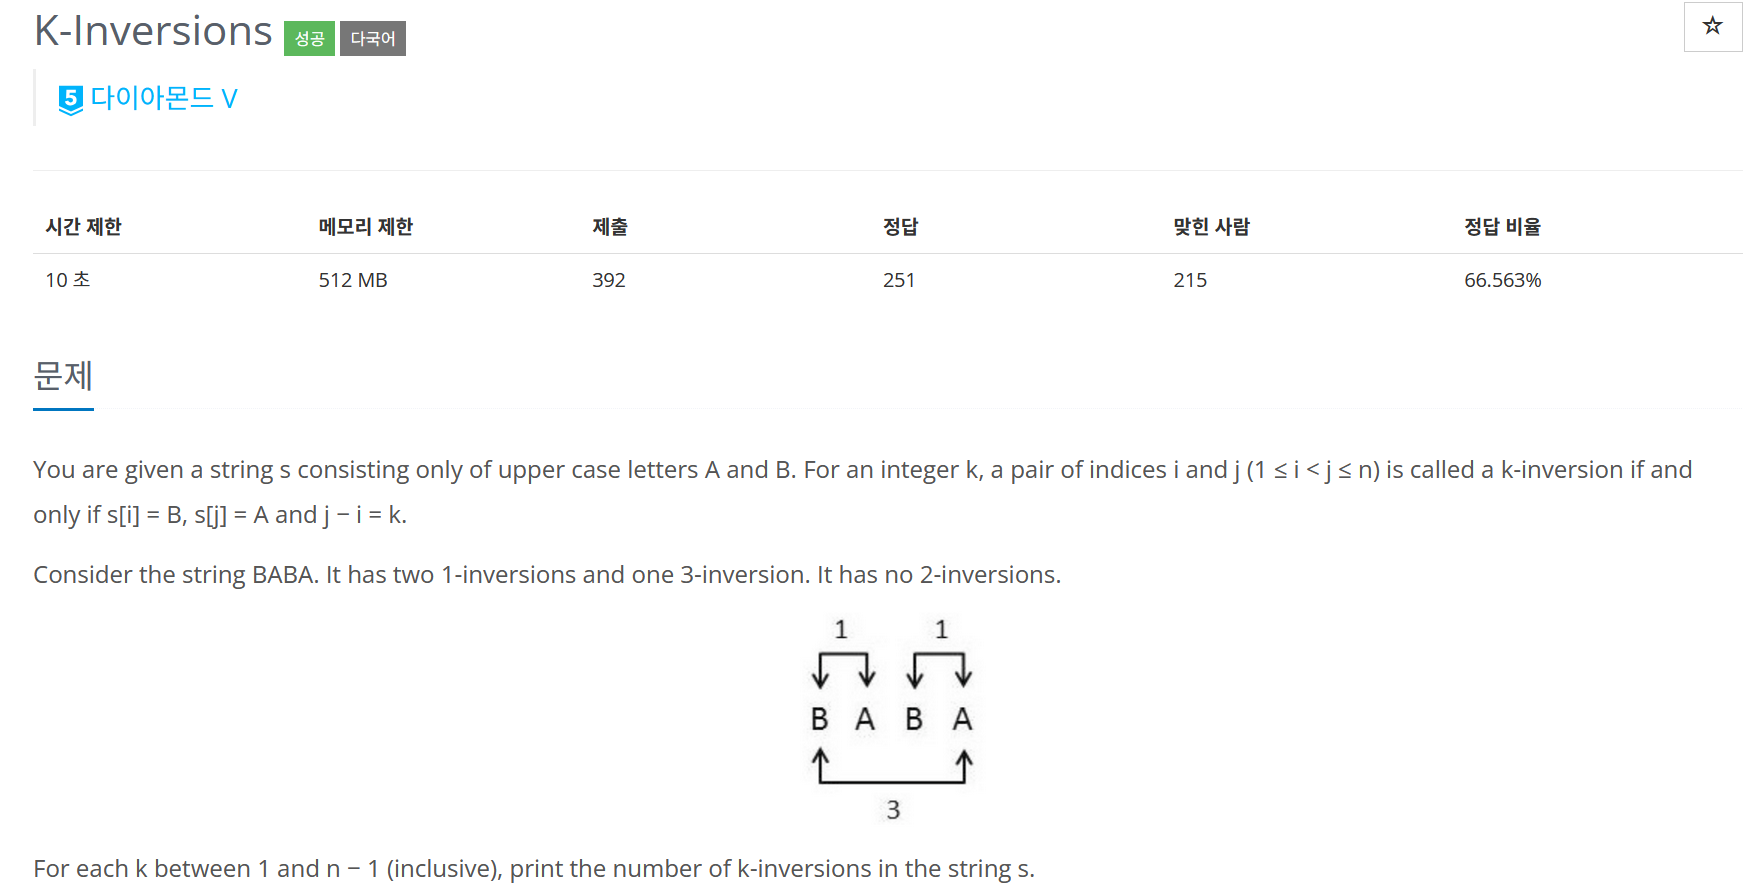 K-Inversions 성공 다국어
5 다이아몬드 V
시간 제한 메모리 제한 제출 정답 맞힌 사람 정답 비율
10 초 512 MB 392 251 215 66.563%
문제
You are given a string s consisting only of upper case letters A and B. For an integer k, a pair of indices i and j (1 ≤ i < j ≤ n) is called a k-inversion if and
only if s[i] = B, s[j] = A and j − i = k.
Consider the string BABA. It has two 1-inversions and one 3-inversion. It has no 2-inversions.
1 1
B A B A
3
For each k between 1 and n − 1 (inclusive), print the number of k-inversions in the string s.